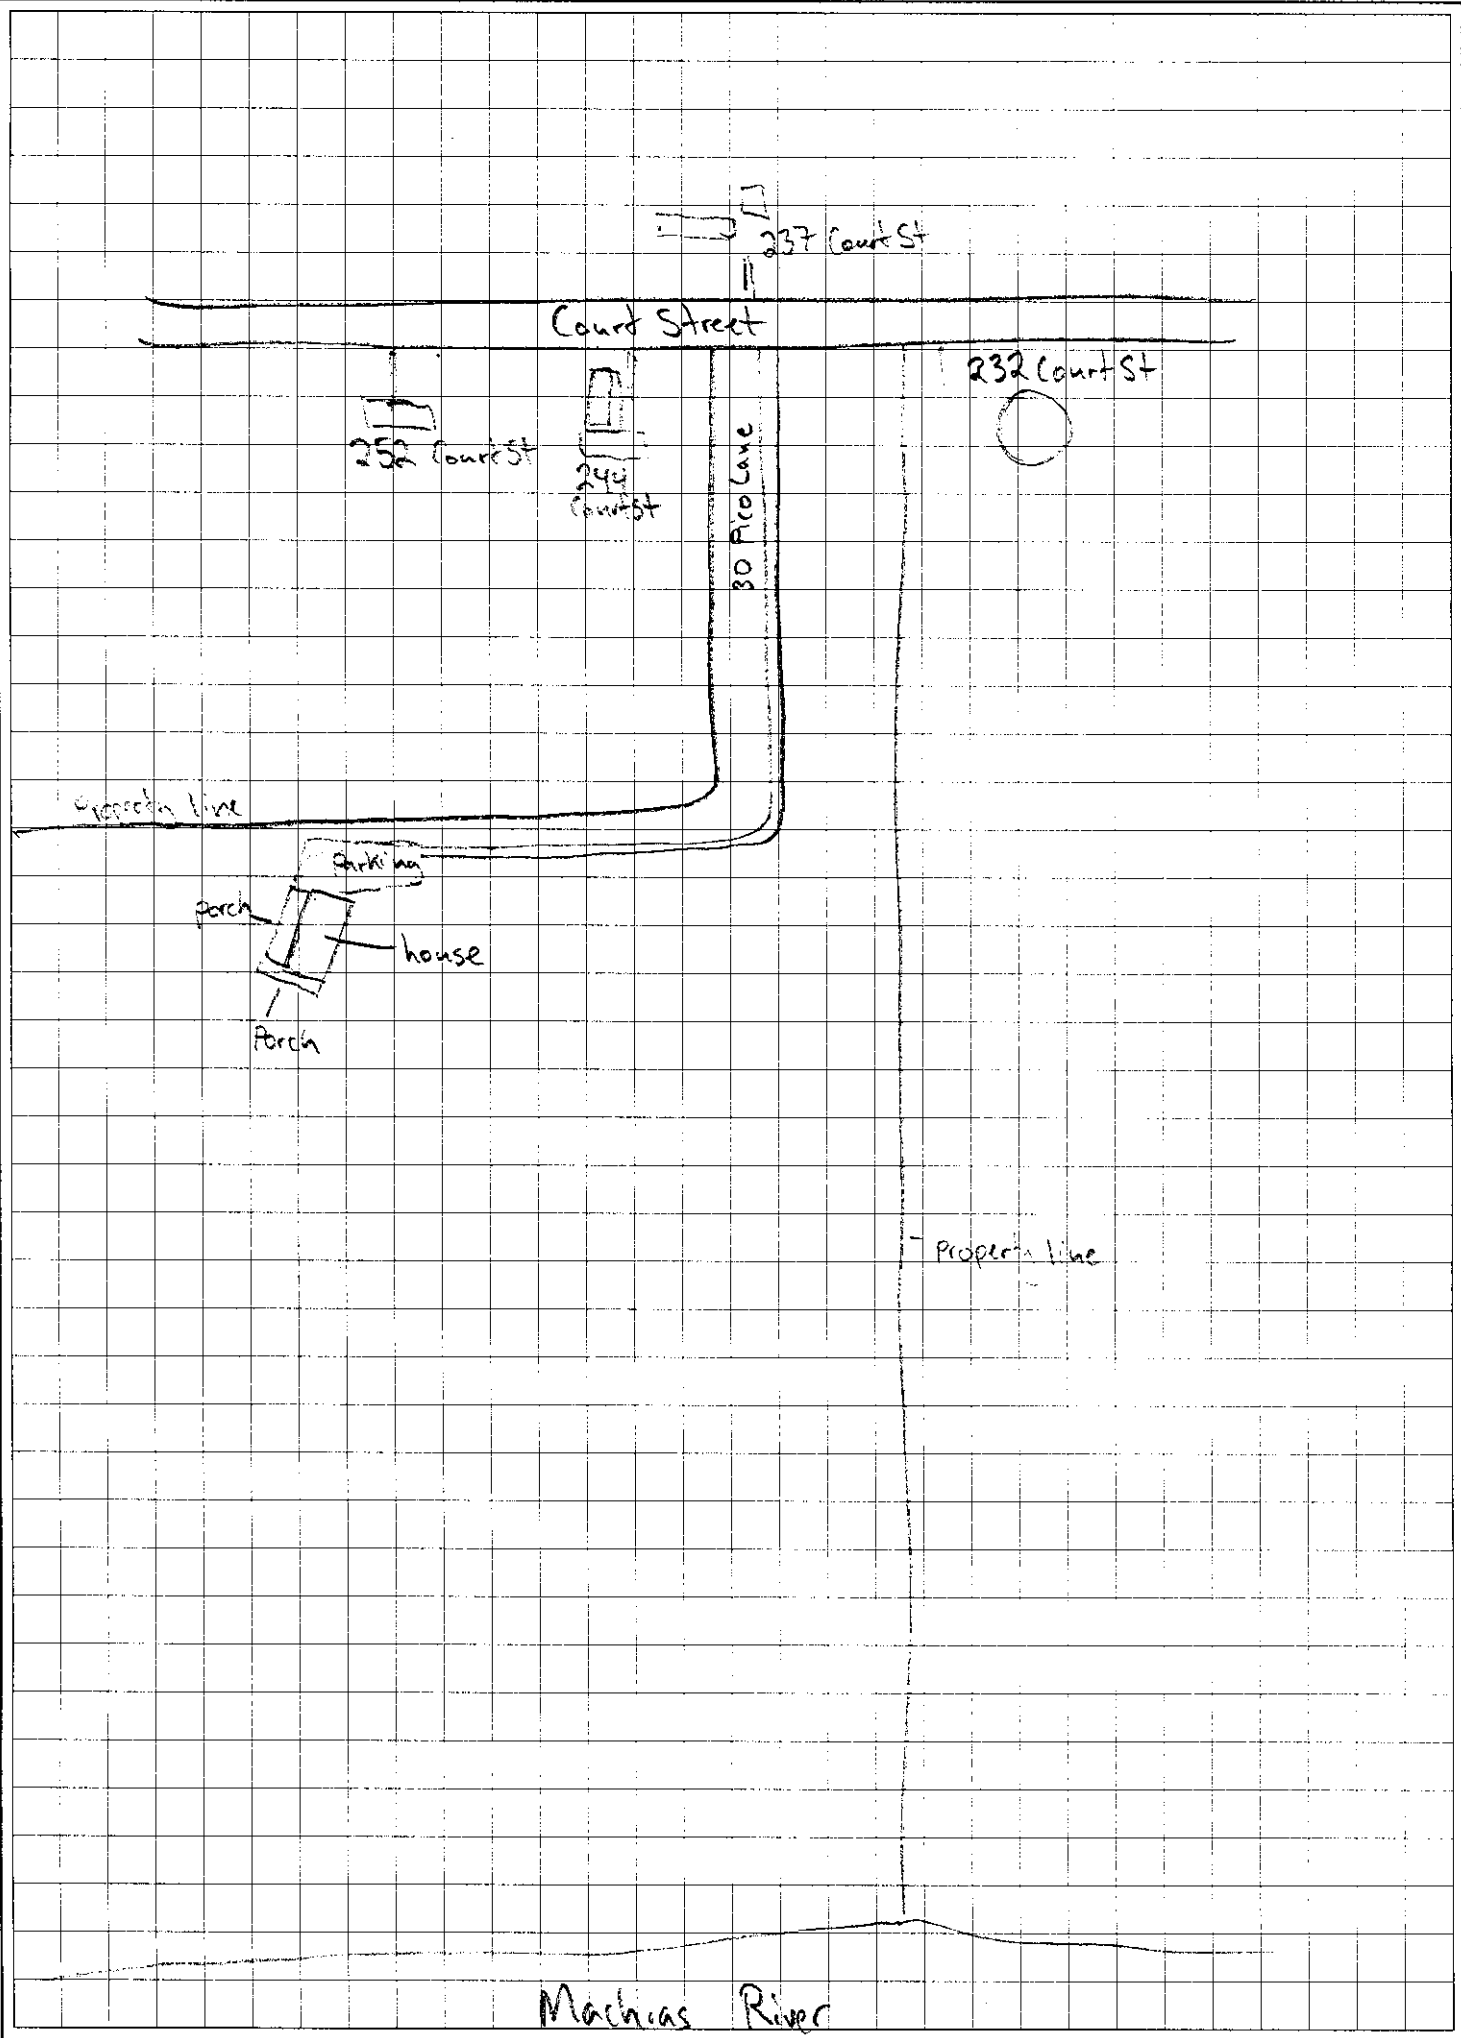 237 Court St
Court Street
232 Court St
252 Court St
244
Court St
30 Pico Lane
Property line
Parking
Porch
house
Porch
Property line
Machias River